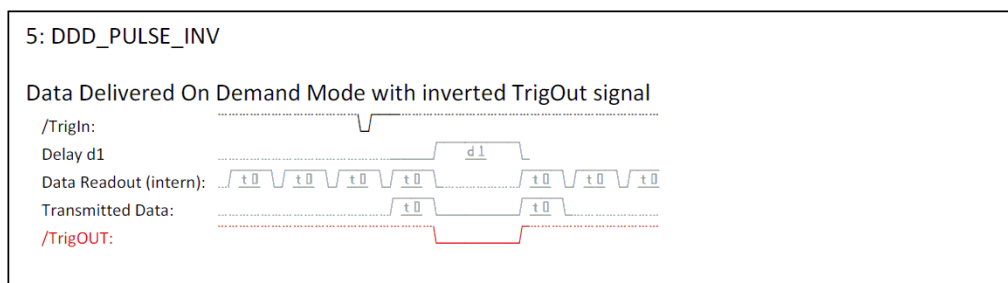 5: DDD_PULSE_INV
Data Delivered On Demand Mode with inverted TrigOut signal
/TrigIn:
Delay d1 d1
Data Readout (intern): t0 t0 t0 t0 t0 t0 t0
Transmitted Data: t0 t0
/TrigOUT: